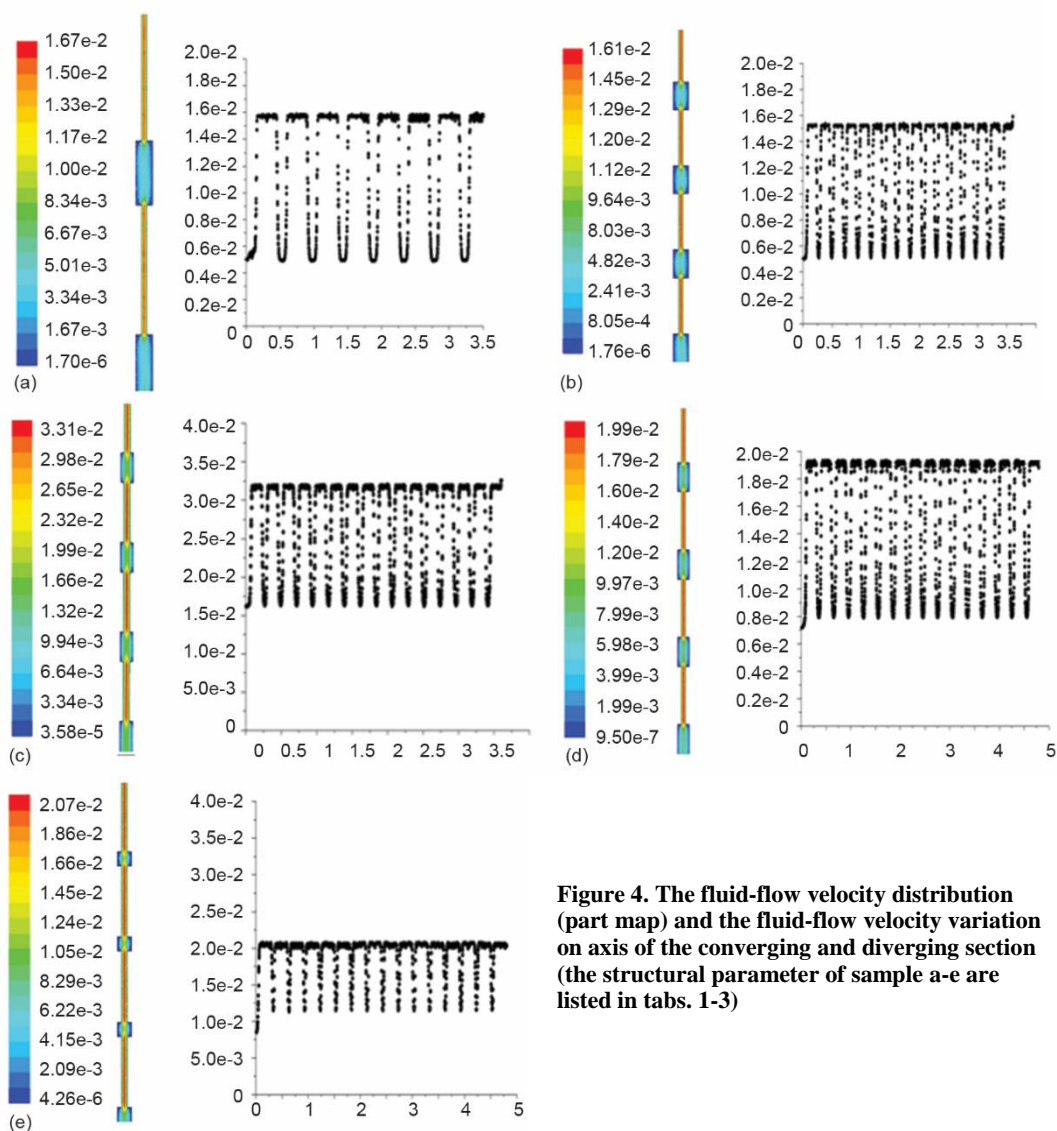 1.67e-2
1.50e-2
1.33e-2
1.17e-2
1.00e-2
8.34e-3
6.67e-3
5.01e-3
3.34e-3
1.67e-3
1.70e-6
(a)
2.0e-2
1.8e-2
1.6e-2
1.4e-2
1.2e-2
1.0e-2
0.8e-2
0.6e-2
0.4e-2
0.2e-2
0
0 0.5 1 1.5 2 2.5 3 3.5
1.61e-2
1.45e-2
1.29e-2
1.20e-2
1.12e-2
9.64e-3
8.03e-3
4.82e-3
2.41e-3
8.05e-4
1.76e-6
(b)
2.0e-2
1.8e-2
1.6e-2
1.4e-2
1.2e-2
1.0e-2
0.8e-2
0.6e-2
0.4e-2
0.2e-2
0
0 0.5 1 1.5 2 2.5 3 3.5
3.31e-2
2.98e-2
2.65e-2
2.32e-2
1.99e-2
1.66e-2
1.32e-2
9.94e-3
6.64e-3
3.34e-3
3.58e-5
(c)
4.0e-2
3.5e-2
3.0e-2
2.5e-2
2.0e-2
1.5e-2
1.0e-2
5.0e-3
0
0 0.5 1 1.5 2 2.5 3 3.5
1.99e-2
1.79e-2
1.60e-2
1.40e-2
1.20e-2
9.97e-3
7.99e-3
5.98e-3
3.99e-3
1.99e-3
9.50e-7
(d)
2.0e-2
1.8e-2
1.6e-2
1.4e-2
1.2e-2
1.0e-2
0.8e-2
0.6e-2
0.4e-2
0.2e-2
0
0 1 2 3 4 5
2.07e-2
1.86e-2
1.66e-2
1.45e-2
1.24e-2
1.05e-2
8.29e-3
6.22e-3
4.15e-3
2.09e-3
4.26e-6
(e)
4.0e-2
3.5e-2
3.0e-2
2.5e-2
2.0e-2
1.5e-2
1.0e-2
5.0e-3
0
0 1 2 3 4 5
Figure 4. The fluid-flow velocity distribution
(part map) and the fluid-flow velocity variation
on axis of the converging and diverging section
(the structural parameter of sample a-e are
listed in tabs. 1-3)